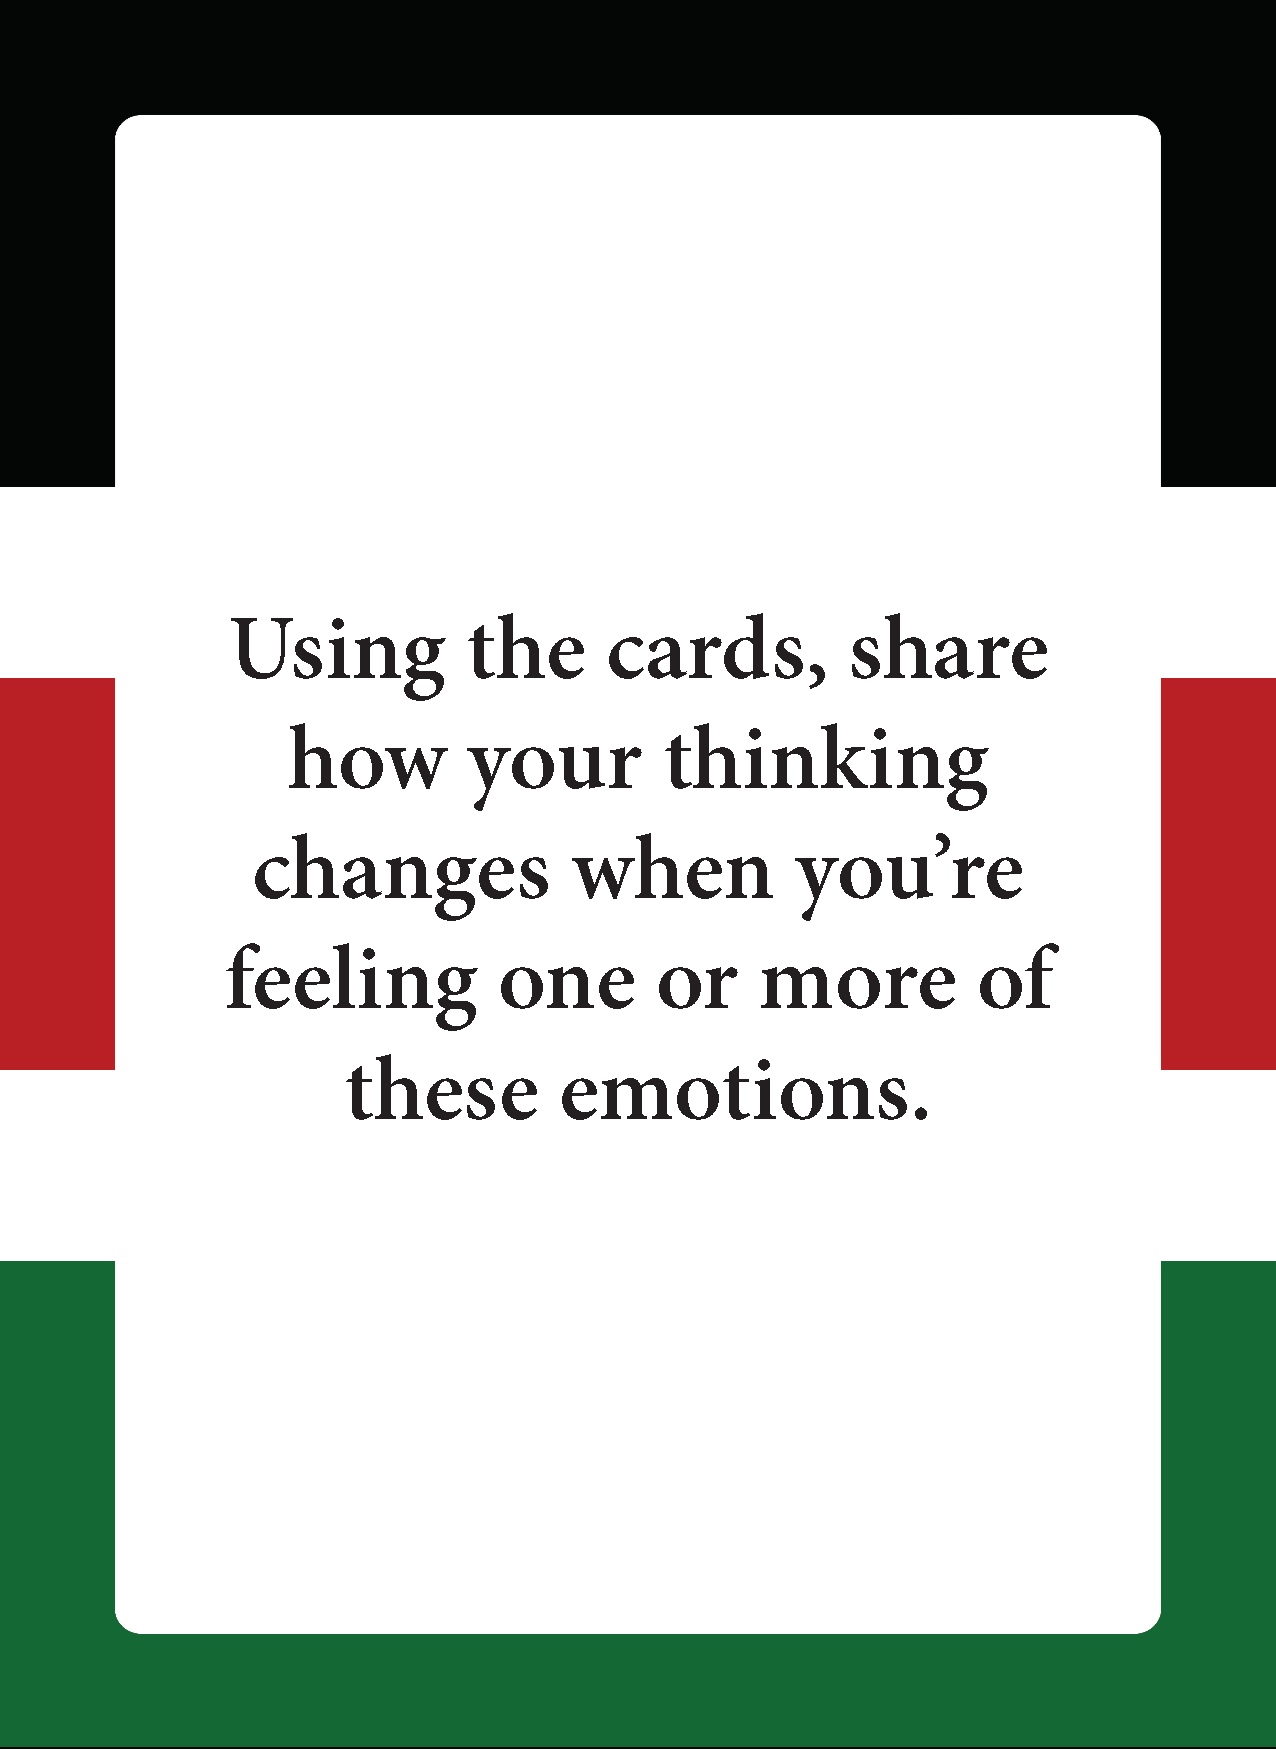 Using the cards, share
how your thinking
changes when you’re
feeling one or more of
these emotions.